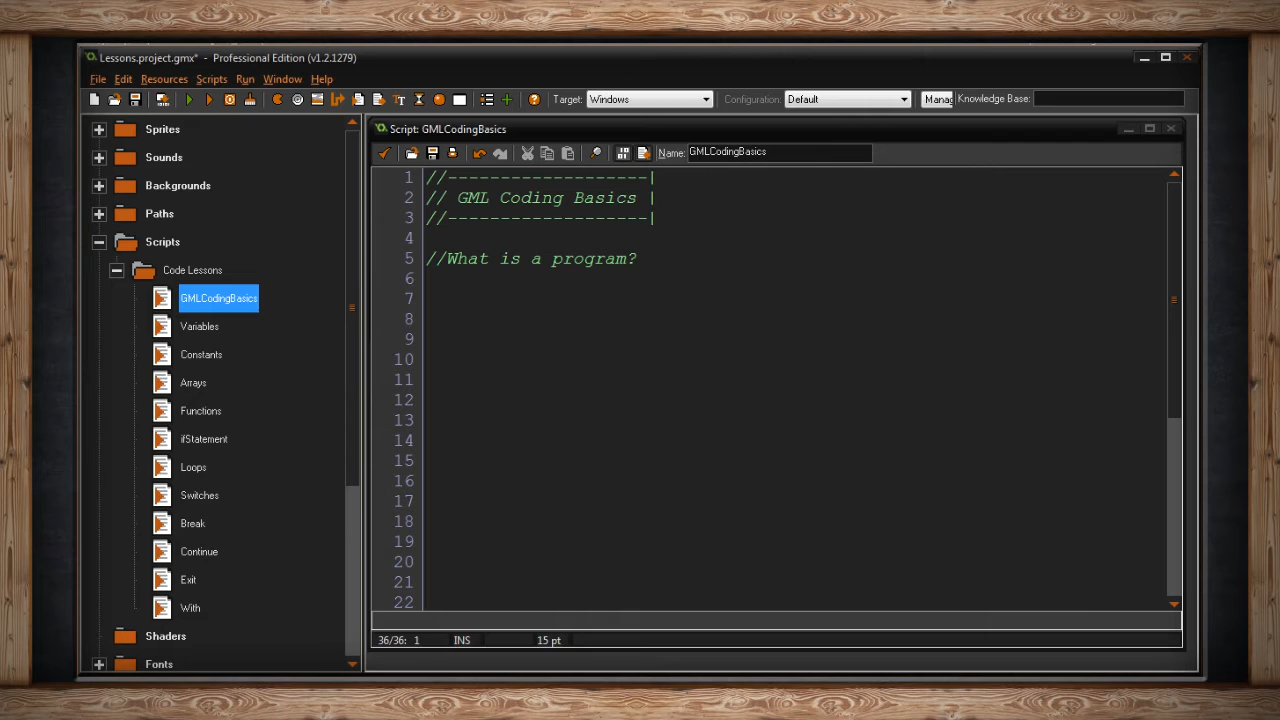 Lessons.project.gmx* - Professional Edition (v1.2.1279)
File Edit Resources Scripts Run Window Help
Target: Windows Configuration: Default Manag Knowledge Base:
Sprites
Sounds
Backgrounds
Paths
Scripts
Code Lessons
GMLCodingBasics
Variables
Constants
Arrays
Functions
ifStatement
Loops
Switches
Break
Continue
Exit
With
Shaders
Fonts
Script: GMLCodingBasics
Name: GMLCodingBasics
1 //-------------------|
2 // GML Coding Basics |
3 //-------------------|
4
5 //What is a program?
6
7
8
9
10
11
12
13
14
15
16
17
18
19
20
21
22
36/36: 1 INS 15 pt